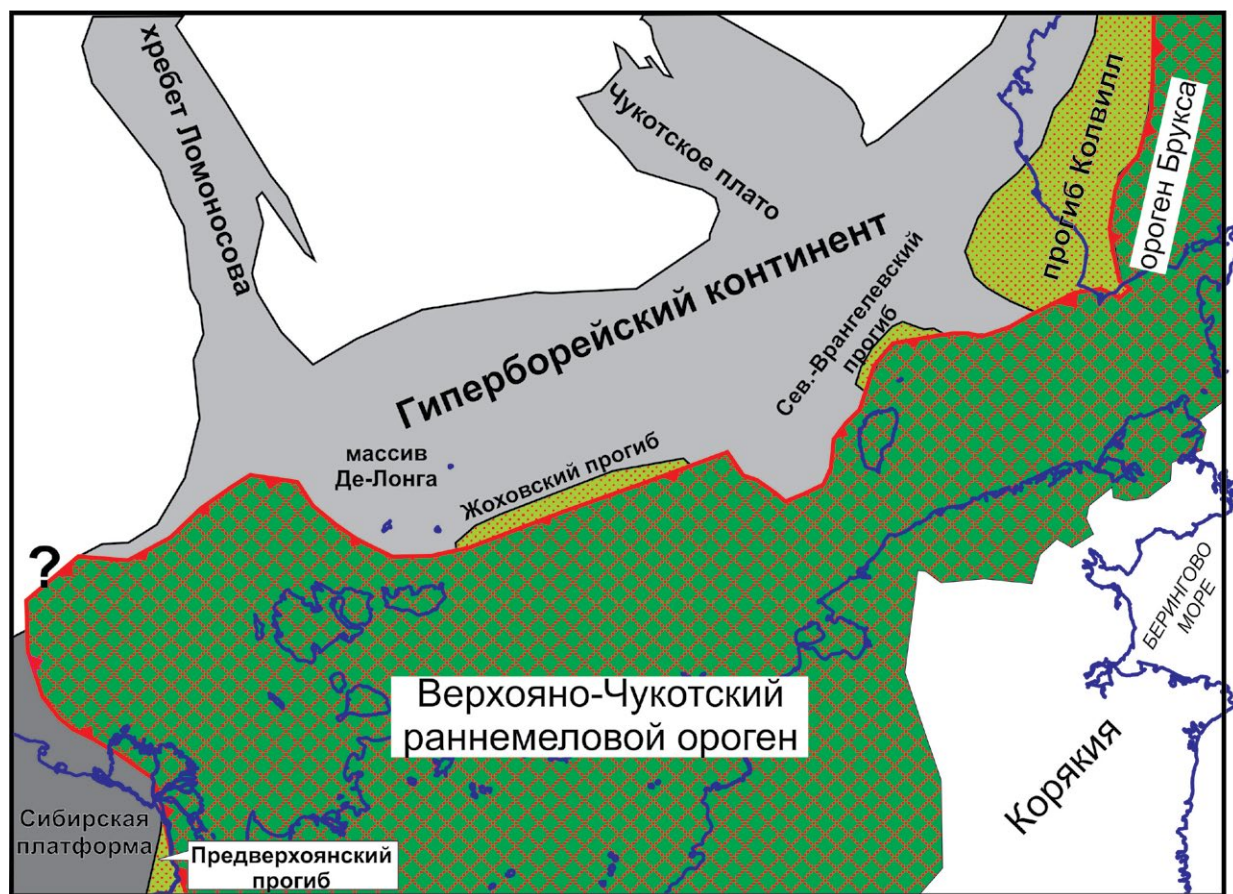 хребет Ломоносова
Чукотское плато
прогиб Колвилл
ороген Брукса
Гиперборейский континент
Сев.-Врангелевский
прогиб
массив
Де-Лонга
Жоховский прогиб
?
БЕРИНГОВО
МОРЕ
Верхояно-Чукотский
раннемеловой ороген
Корякия
Сибирская
платформа
Предверхоянский
прогиб